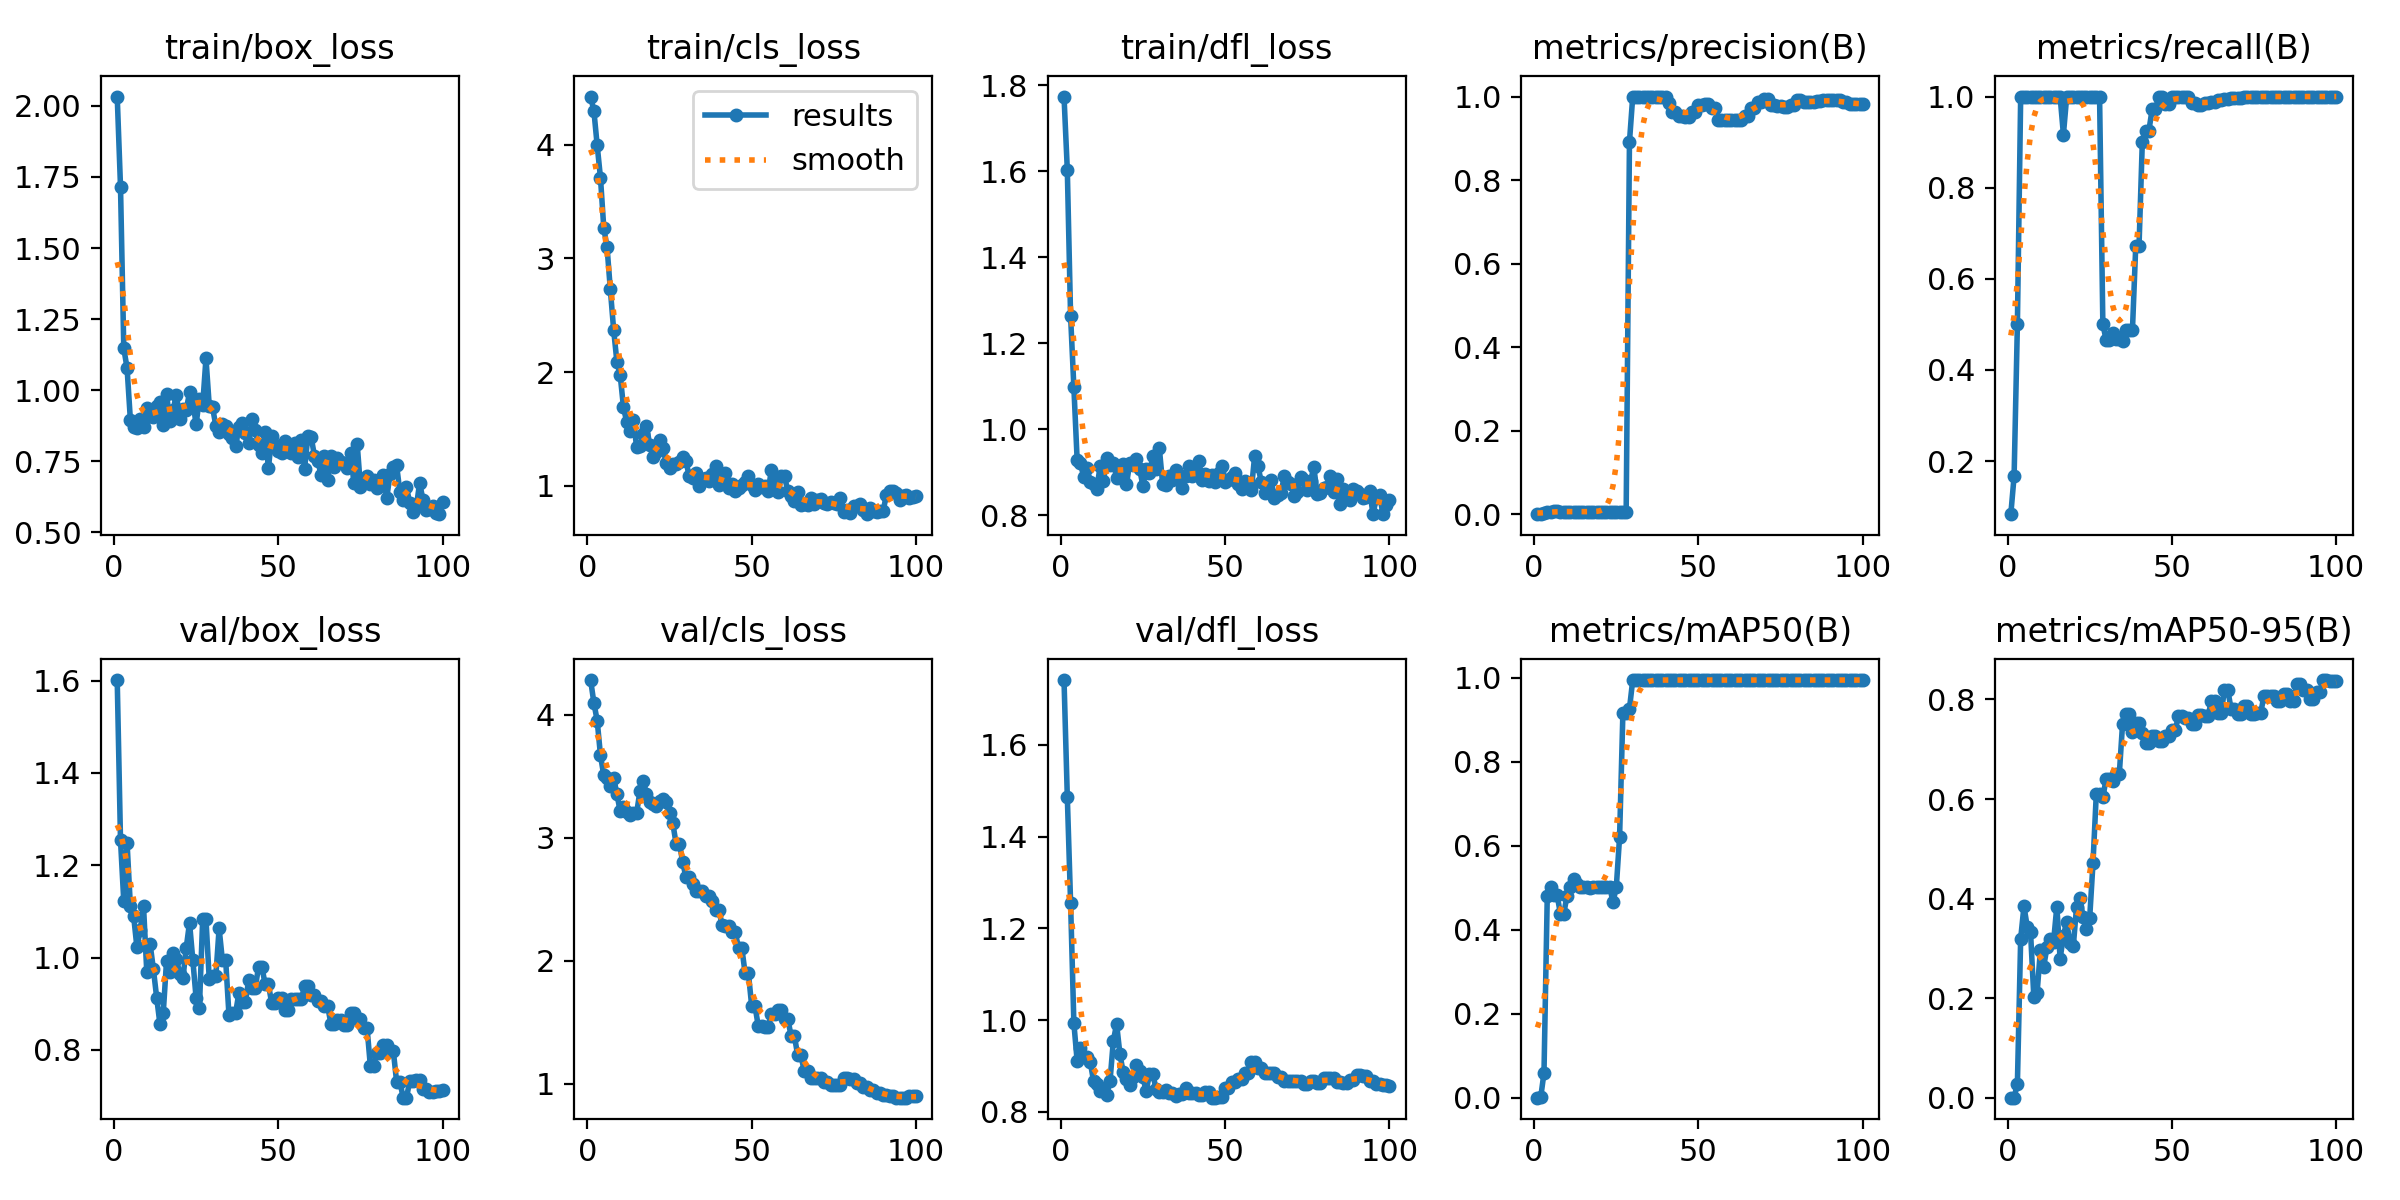 train/box_loss
2.00
1.75
1.50
1.25
1.00
0.75
0.50
0 50 100
train/cls_loss
results
smooth
4
3
2
1
0 50 100
train/dfl_loss
1.8
1.6
1.4
1.2
1.0
0.8
0 50 100
metrics/precision(B)
1.0
0.8
0.6
0.4
0.2
0.0
0 50 100
metrics/recall(B)
1.0
0.8
0.6
0.4
0.2
0 50 100
val/box_loss
1.6
1.4
1.2
1.0
0.8
0 50 100
val/cls_loss
4
3
2
1
0 50 100
val/dfl_loss
1.6
1.4
1.2
1.0
0.8
0 50 100
metrics/mAP50(B)
1.0
0.8
0.6
0.4
0.2
0.0
0 50 100
metrics/mAP50-95(B)
0.8
0.6
0.4
0.2
0.0
0 50 100